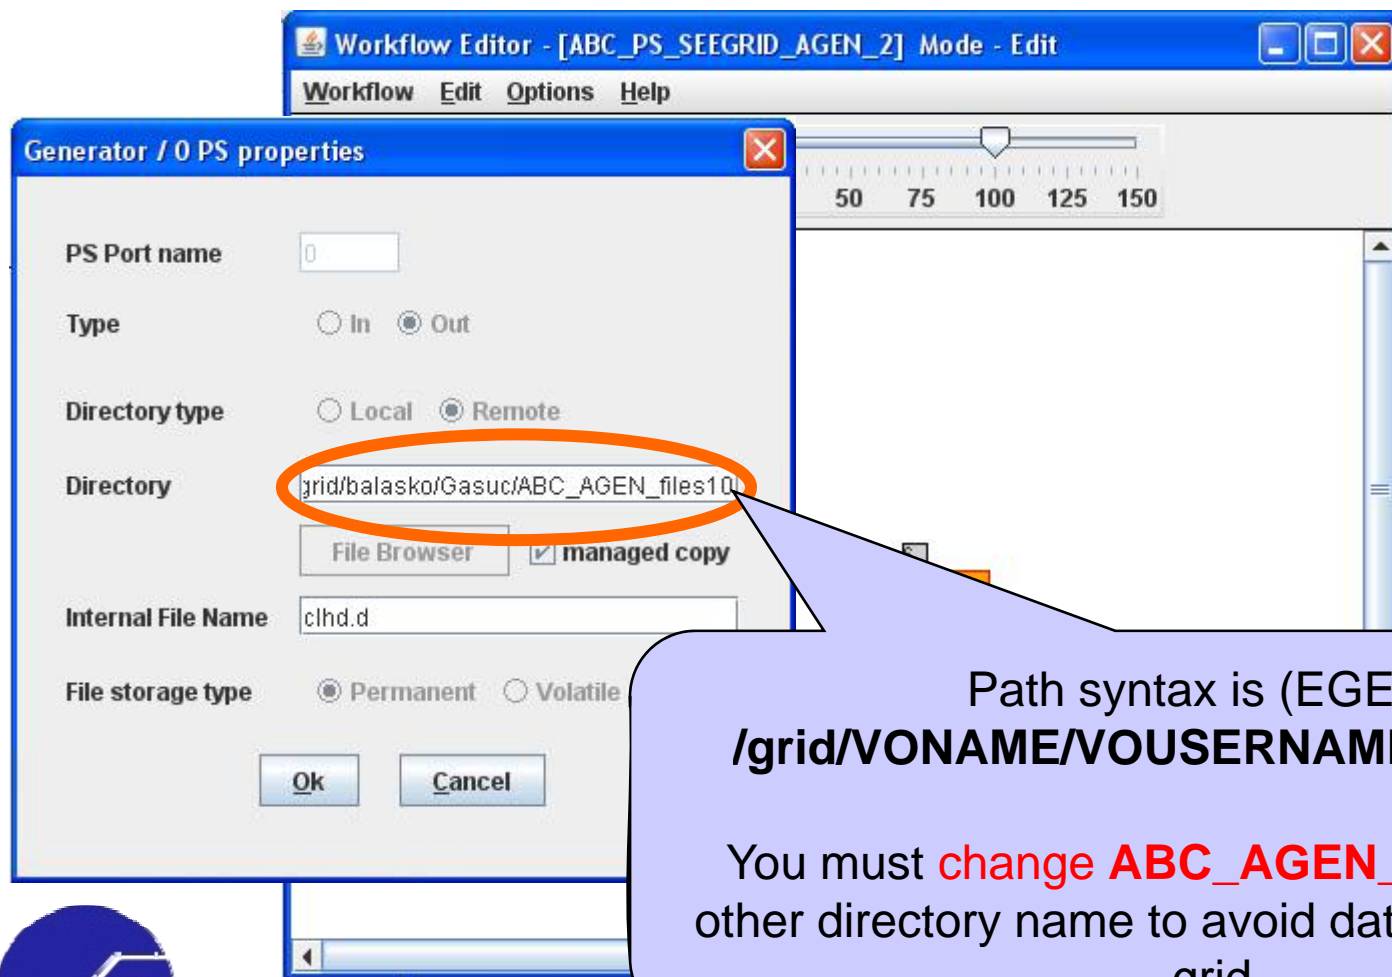 Workflow Editor - [ABC_PS_SEEGRID_AGEN_2] Mode - Edit
Workflow Edit Options Help
Generator / 0 PS properties
50 75 100 125 150
PS Port name 0
Type In Out
Directory type Local Remote
Directory grid/balasko/Gasuc/ABC_AGEN_files10
File Browser managed copy
Internal File Name clhd.d
File storage type Permanent Volatile
Ok Cancel
Path syntax is (EGE
/grid/VONAME/VOUSERNAM
You must change ABC_AGEN_
other directory name to avoid dat
grid